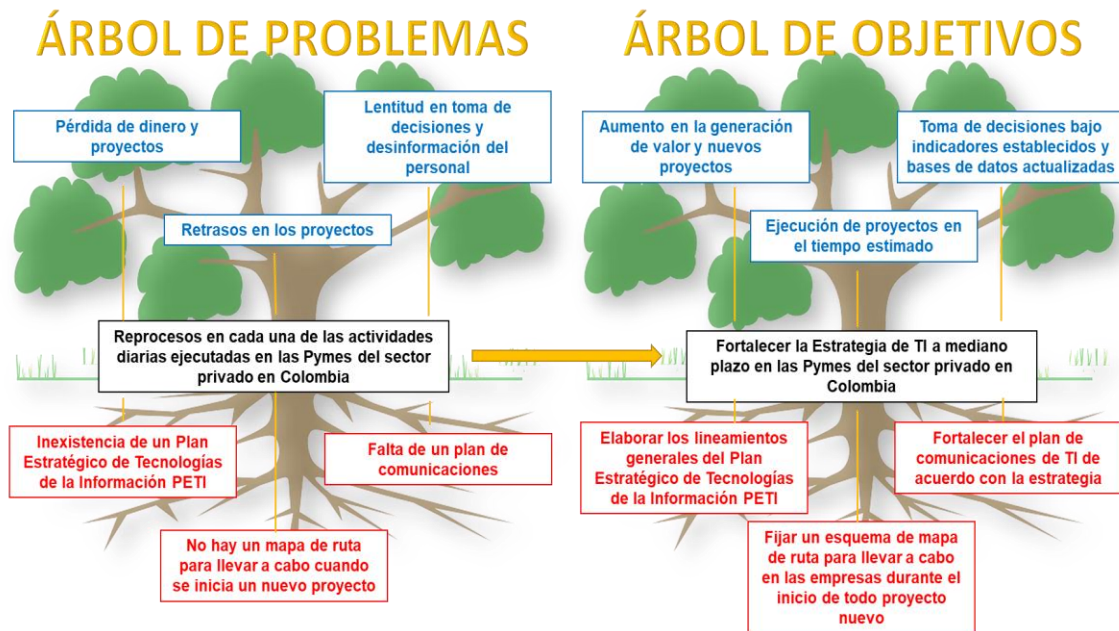 ÁRBOL DE PROBLEMAS
Pérdida de dinero y
proyectos
Lentitud en toma de
decisiones y
desinformación del
personal
Retrasos en los proyectos
Reprocesos en cada una de las actividades
diarias ejecutadas en las Pymes del sector
privado en Colombia
Inexistencia de un Plan
Estratégico de Tecnologías
de la Información PETI
Falta de un plan de
comunicaciones
No hay un mapa de ruta
para llevar a cabo cuando
se inicia un nuevo proyecto
ÁRBOL DE OBJETIVOS
Aumento en la generación
de valor y nuevos
proyectos
Toma de decisiones bajo
indicadores establecidos y
bases de datos actualizadas
Ejecución de proyectos en
el tiempo estimado
Fortalecer la Estrategia de TI a mediano
plazo en las Pymes del sector privado en
Colombia
Elaborar los lineamientos
generales del Plan
Estratégico de Tecnologías
de la Información PETI
Fortalecer el plan de
comunicaciones de TI de
acuerdo con la estrategia
Fijar un esquema de mapa
de ruta para llevar a cabo
en las empresas durante el
inicio de todo proyecto
nuevo